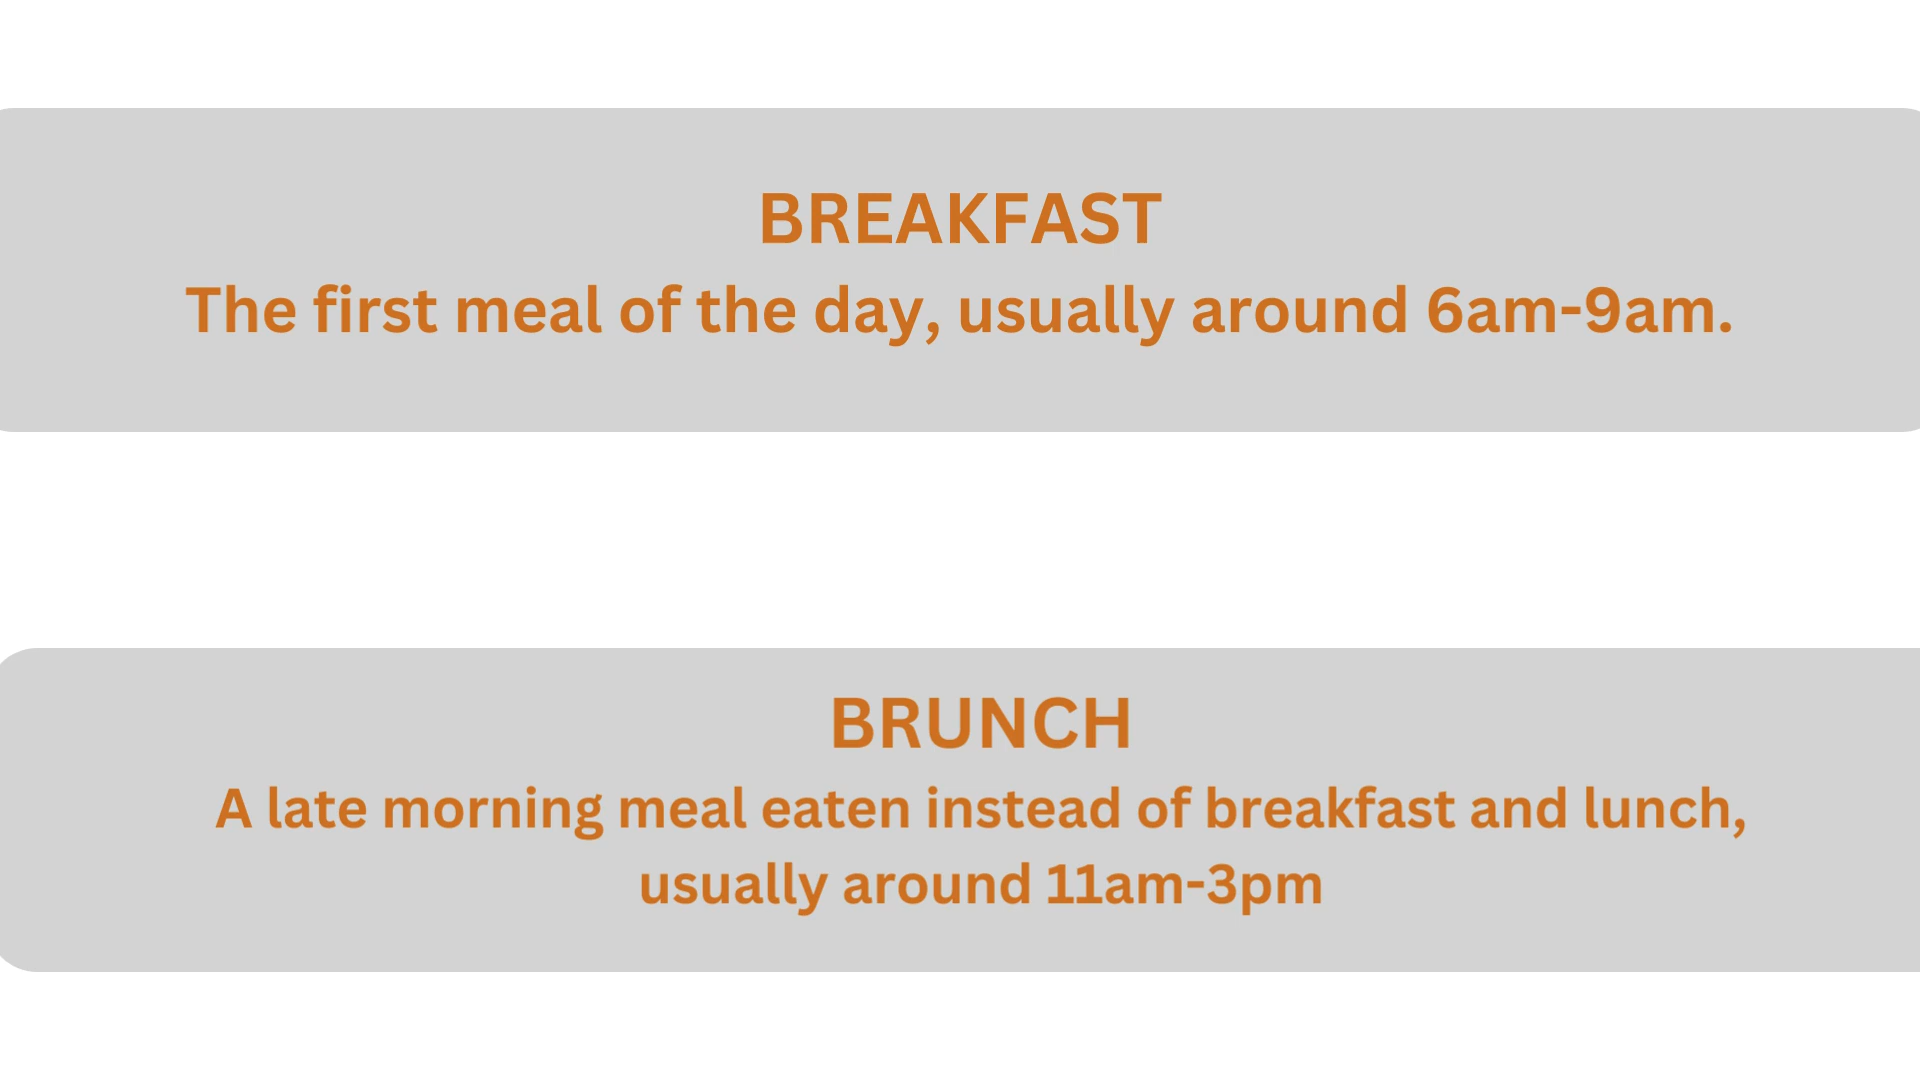 BREAKFAST
The first meal of the day, usually around 6am-9am.
BRUNCH
A late morning meal eaten instead of breakfast and lunch,
usually around 11am-3pm